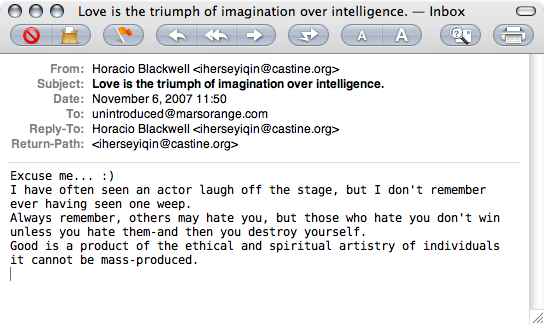 Love is the triumph of imagination over intelligence. — Inbox
A A
From: Horacio Blackwell <iherseyiqin@castine.org>
Subject: Love is the triumph of imagination over intelligence.
Date: November 6, 2007 11:50
To: unintroduced@marsorange.com
Reply-To: Horacio Blackwell <iherseyiqin@castine.org>
Return-Path: <iherseyiqin@castine.org>
Excuse me... :)
I have often seen an actor laugh off the stage, but I don't remember
ever having seen one weep.
Always remember, others may hate you, but those who hate you don't win
unless you hate them-and then you destroy yourself.
Good is a product of the ethical and spiritual artistry of individuals
it cannot be mass-produced.